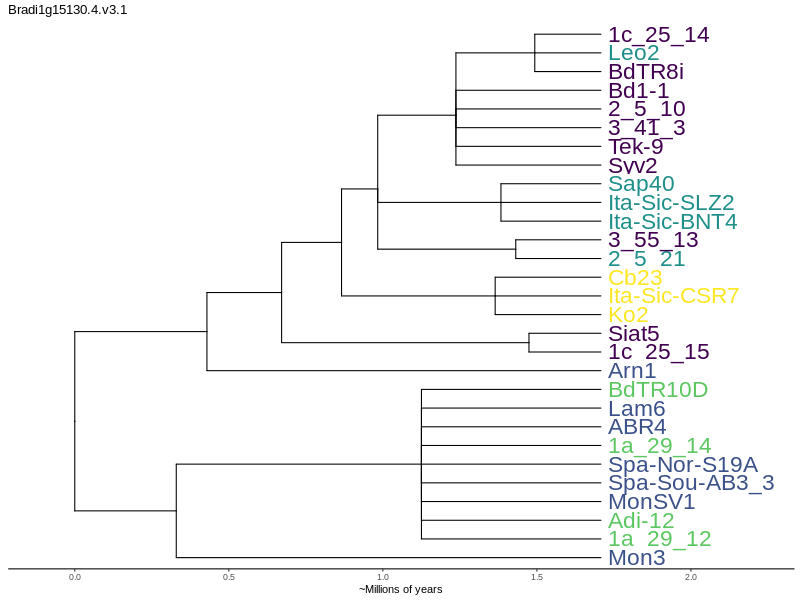 Bradi1g15130.4.v3.1
1c_25_14
Leo2
BdTR8i
Bd1-1
2_5_10
3_41_3
Tek-9
Syv2
Sap40
Ita-Sic-SLZ2
Ita-Sic-BNT4
3_55_13
2_5_21
Cb23
Ita-Sic-CSR7
Ko2
Siat5
1c_25_15
Arn1
BdTR10D
Lam6
ABR4
1a_29_14
Spa-Nor-S19A
Spa-Sou-AB3_3
MonSV1
Adi-12
1a_29_12
Mon3
0.0 0.5 1.0 1.5 2.0
~Millions of years